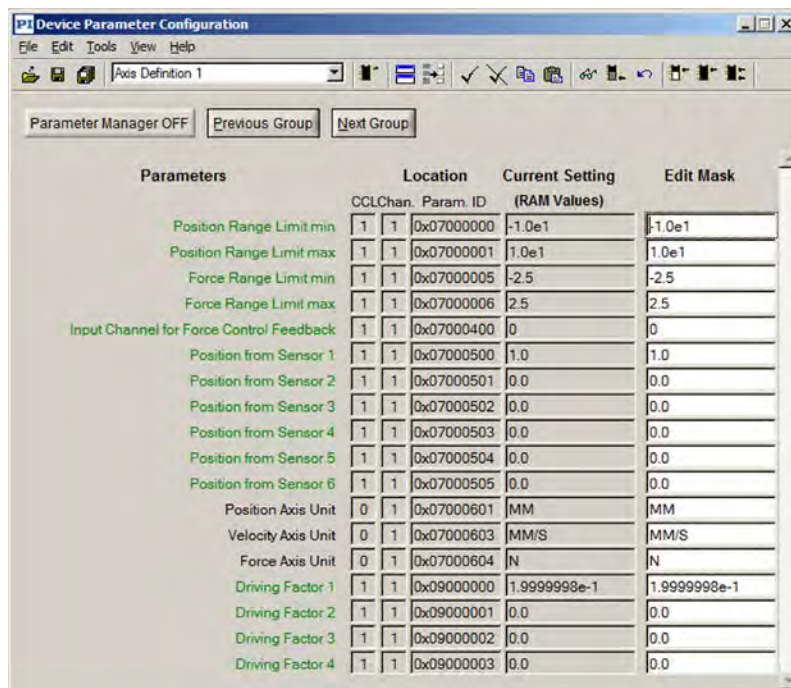 PI Device Parameter Configuration
File Edit Tools View Help
Axis Definition 1
Parameter Manager OFF Previous Group Next Group
Parameters Location Current Setting Edit Mask
CCL Chan. Param. ID (RAM Values)
Position Range Limit min 1 1 0x07000000 -1.0e1 -1.0e1
Position Range Limit max 1 1 0x07000001 1.0e1 1.0e1
Force Range Limit min 1 1 0x07000005 -2.5 -2.5
Force Range Limit max 1 1 0x07000006 2.5 2.5
Input Channel for Force Control Feedback 1 1 0x07000400 0 0
Position from Sensor 1 1 1 0x07000500 1.0 1.0
Position from Sensor 2 1 1 0x07000501 0.0 0.0
Position from Sensor 3 1 1 0x07000502 0.0 0.0
Position from Sensor 4 1 1 0x07000503 0.0 0.0
Position from Sensor 5 1 1 0x07000504 0.0 0.0
Position from Sensor 6 1 1 0x07000505 0.0 0.0
Position Axis Unit 0 1 0x07000601 MM MM
Velocity Axis Unit 0 1 0x07000603 MM/S MM/S
Force Axis Unit 0 1 0x07000604 N N
Driving Factor 1 1 1 0x09000000 1.9999998e-1 1.9999998e-1
Driving Factor 2 1 1 0x09000001 0.0 0.0
Driving Factor 3 1 1 0x09000002 0.0 0.0
Driving Factor 4 1 1 0x09000003 0.0 0.0